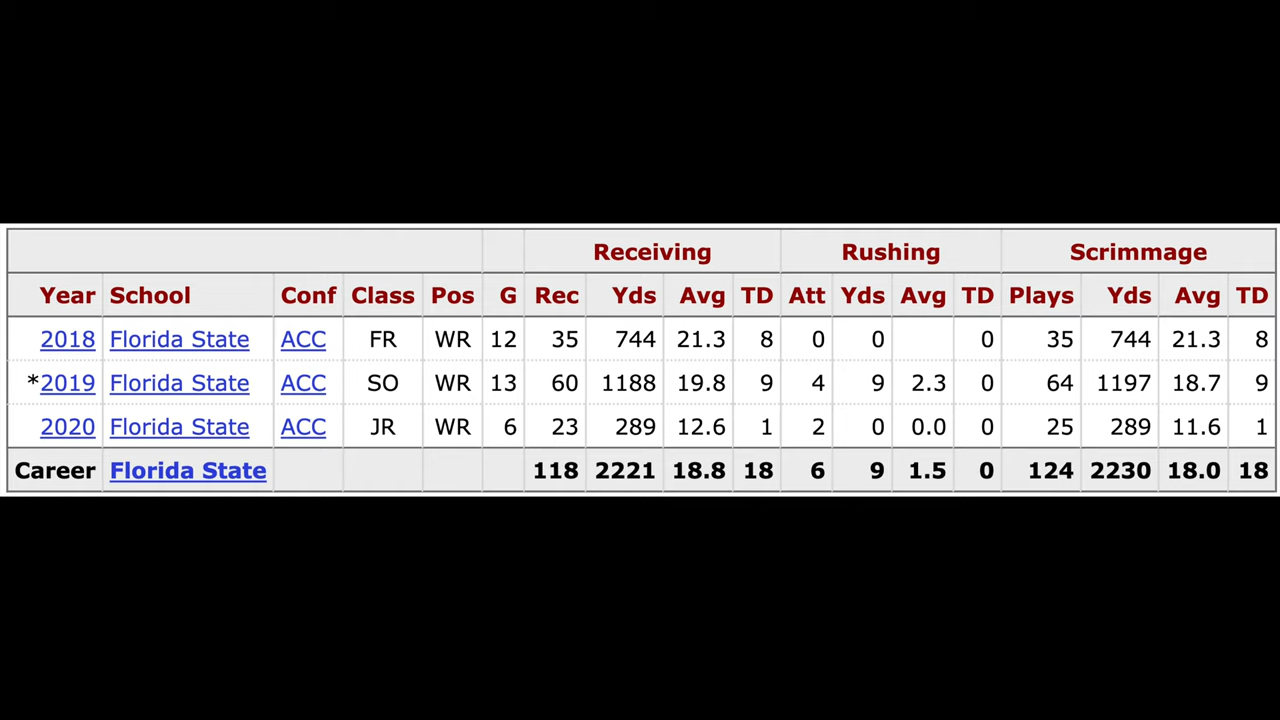 Receiving Rushing Scrimmage
Year School Conf Class Pos G Rec Yds Avg TD Att Yds Avg TD Plays Yds Avg TD
2018 Florida State ACC FR WR 12 35 744 21.3 8 0 0 0 35 744 21.3 8
*2019 Florida State ACC SO WR 13 60 1188 19.8 9 4 9 2.3 0 64 1197 18.7 9
2020 Florida State ACC JR WR 6 23 289 12.6 1 2 0 0.0 0 25 289 11.6 1
Career Florida State 118 2221 18.8 18 6 9 1.5 0 124 2230 18.0 18